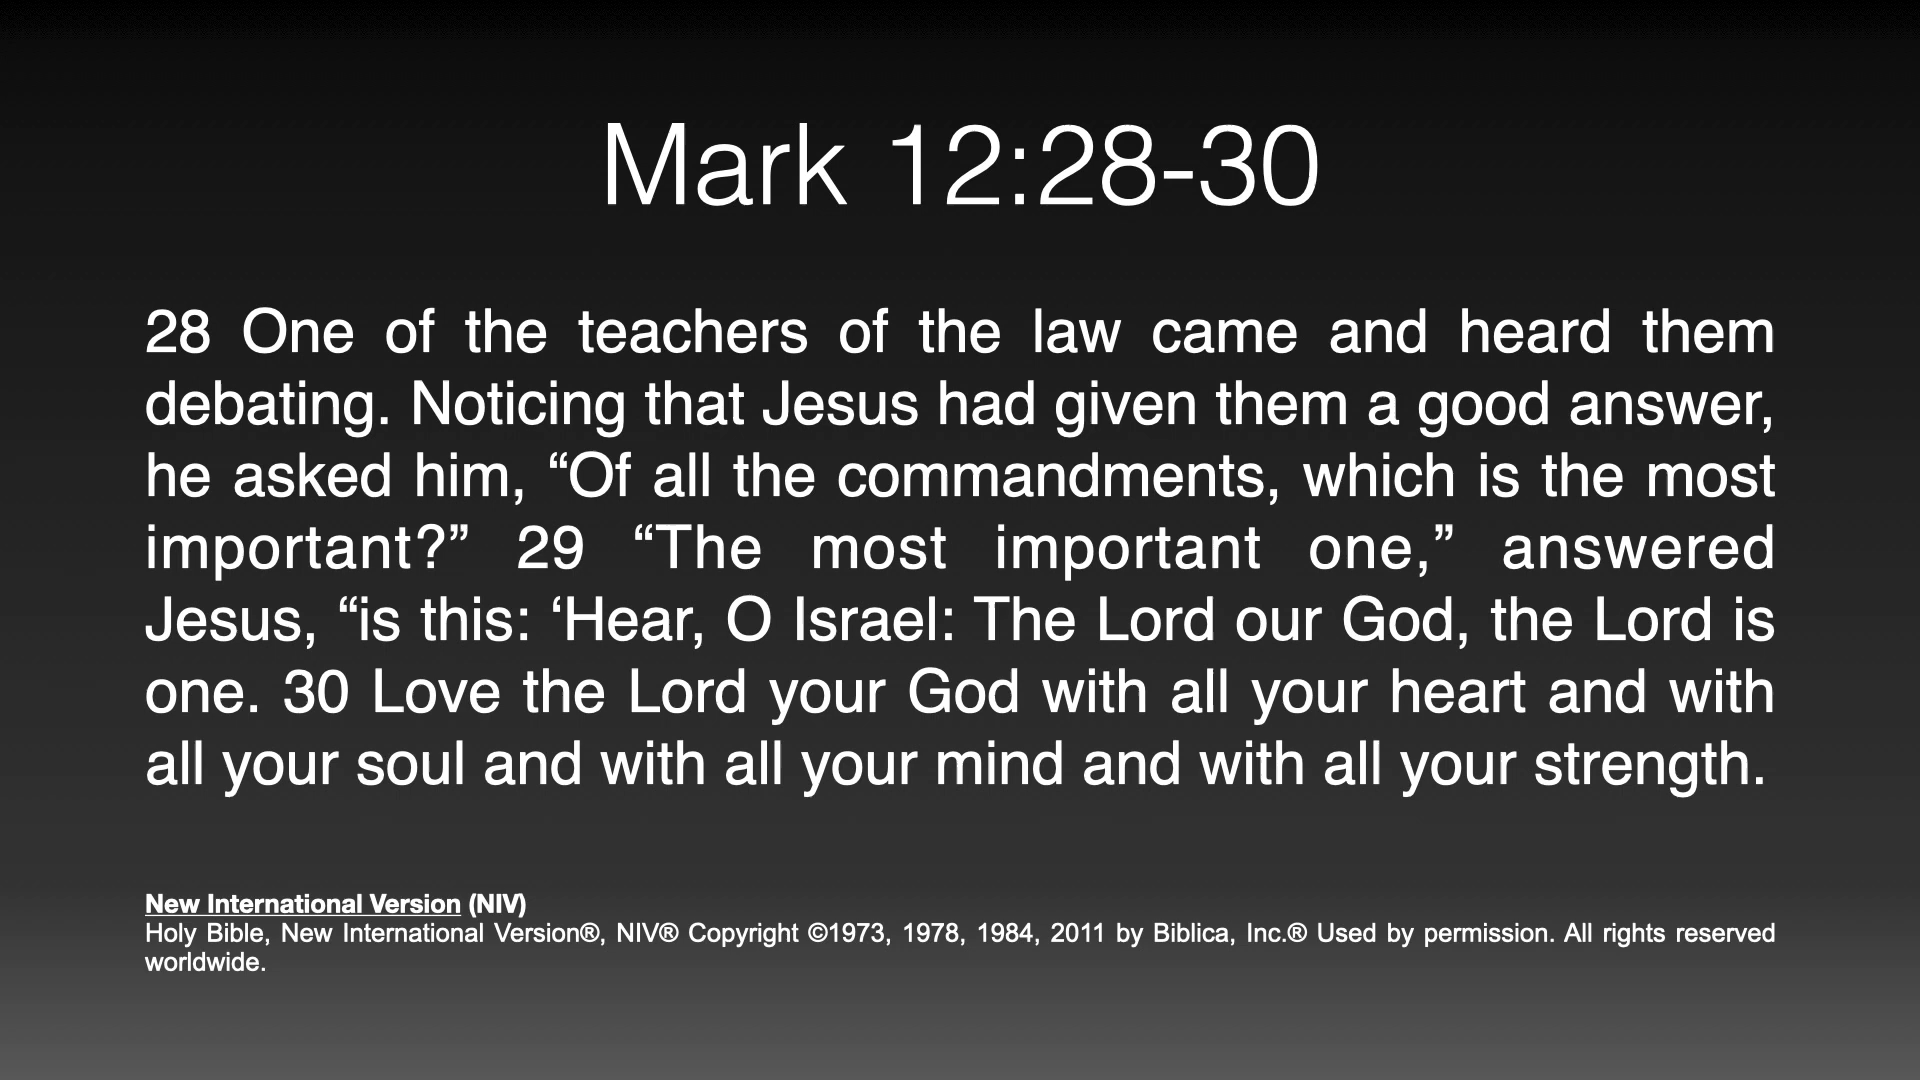 Mark 12:28-30
28 One of the teachers of the law came and heard them
debating. Noticing that Jesus had given them a good answer,
he asked him, “Of all the commandments, which is the most
important?” 29 “The most important one,” answered
Jesus, “is this: ‘Hear, O Israel: The Lord our God, the Lord is
one. 30 Love the Lord your God with all your heart and with
all your soul and with all your mind and with all your strength.
New International Version (NIV)
Holy Bible, New International Version®, NIV® Copyright ©1973, 1978, 1984, 2011 by Biblica, Inc.® Used by permission. All rights reserved
worldwide.